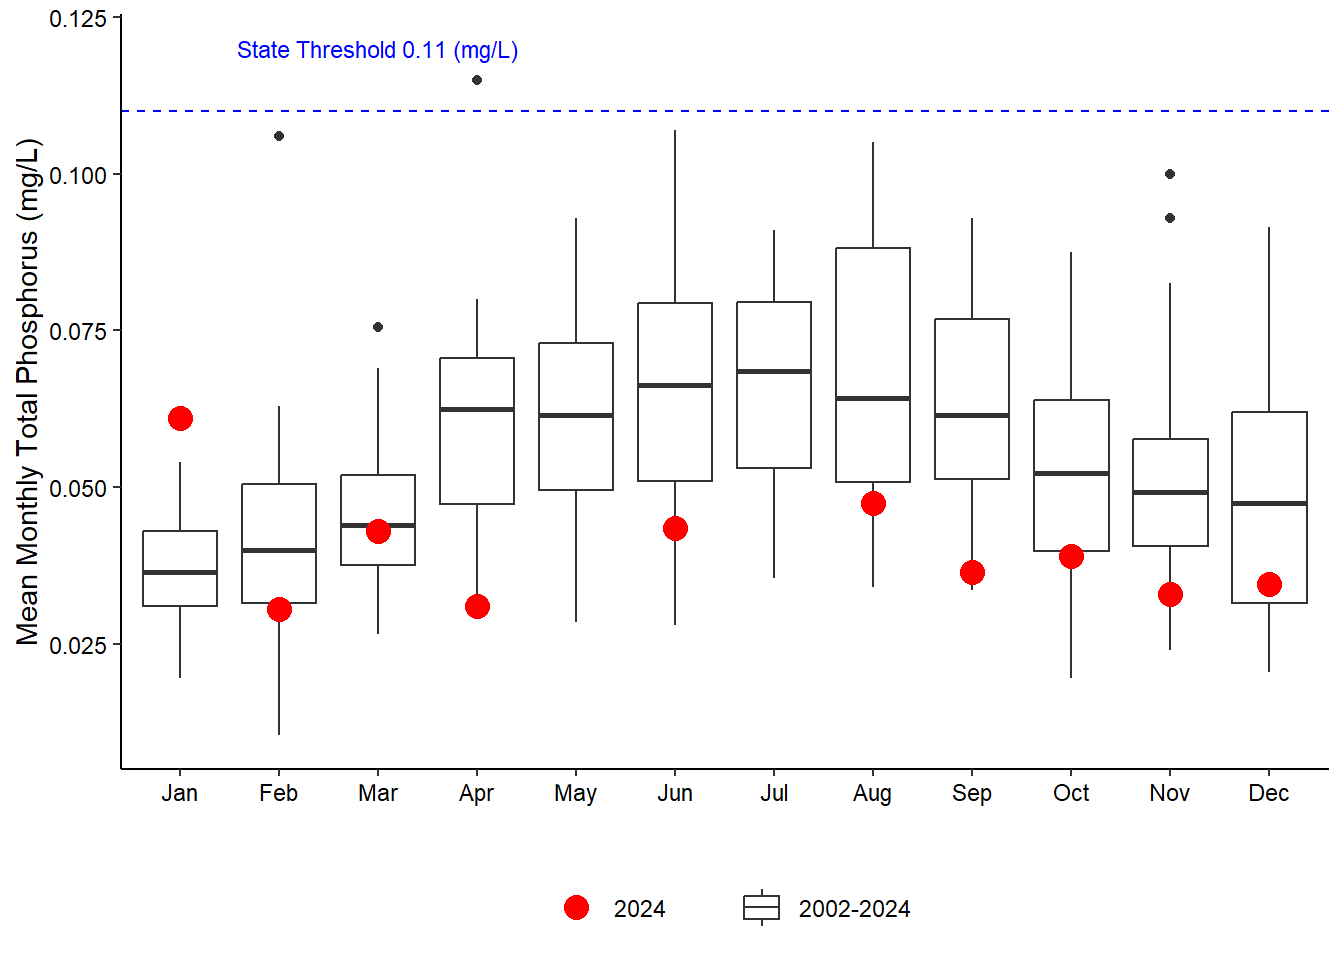 0.125
State Threshold 0.11 (mg/L)
0.100
0.075
0.050
0.025
Mean Monthly Total Phosphorus (mg/L)
Jan Feb Mar Apr May Jun Jul Aug Sep Oct Nov Dec
2024 2002-2024